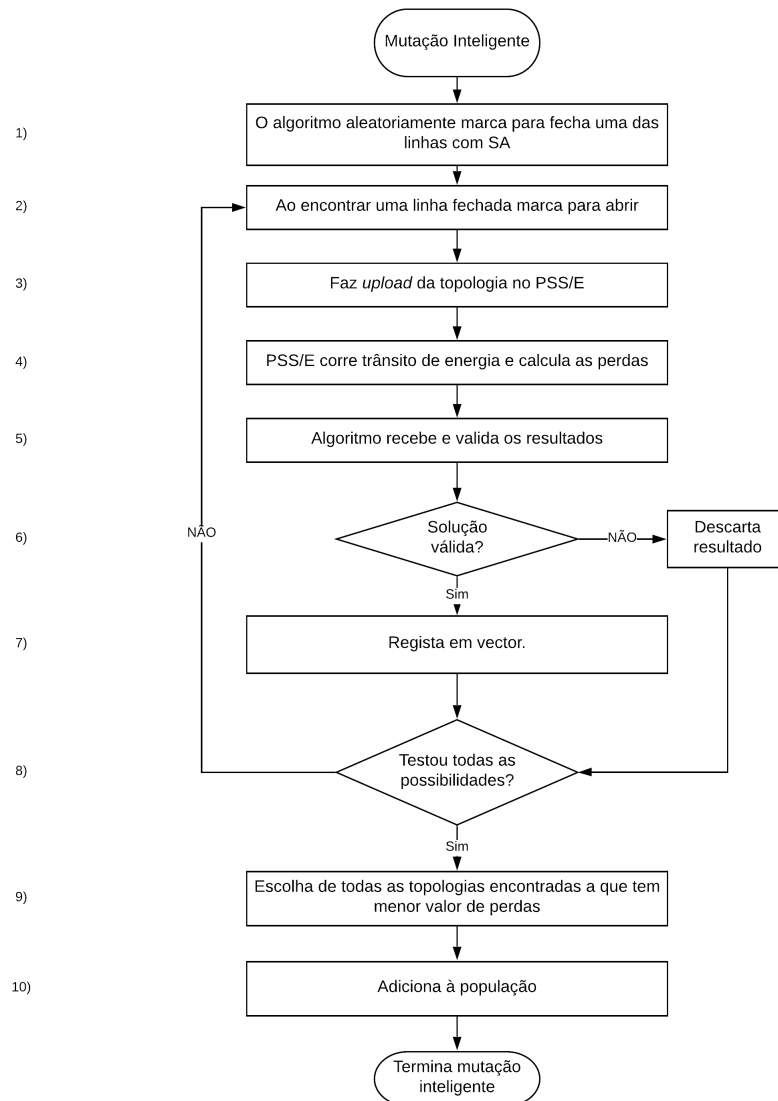 Mutação Inteligente
1)
O algoritmo aleatoriamente marca para fecha uma das
linhas com SA
2)
Ao encontrar uma linha fechada marca para abrir
3)
Faz upload da topologia no PSS/E
4)
PSS/E corre trânsito de energia e calcula as perdas
5)
Algoritmo recebe e valida os resultados
6)
NÃO
Solução
válida?
NÃO
Descarta
resultado
Sim
7)
Regista em vector.
8)
Testou todas as
possibilidades?
Sim
9)
Escolha de todas as topologias encontradas a que tem
menor valor de perdas
10)
Adiciona à população
Termina mutação
inteligente